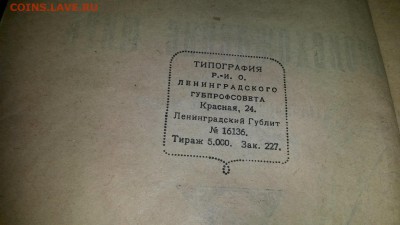 COINS.LAVE.RU
ТИПОГРАФИЯ
Р.-И. О.
ЛЕНИНГРАДСКОГО
ГУБПРОФСОВЕТА
Красная, 24.
Ленинградский Гублит
№ 16136.
Тираж 5.000. Зак. 227.